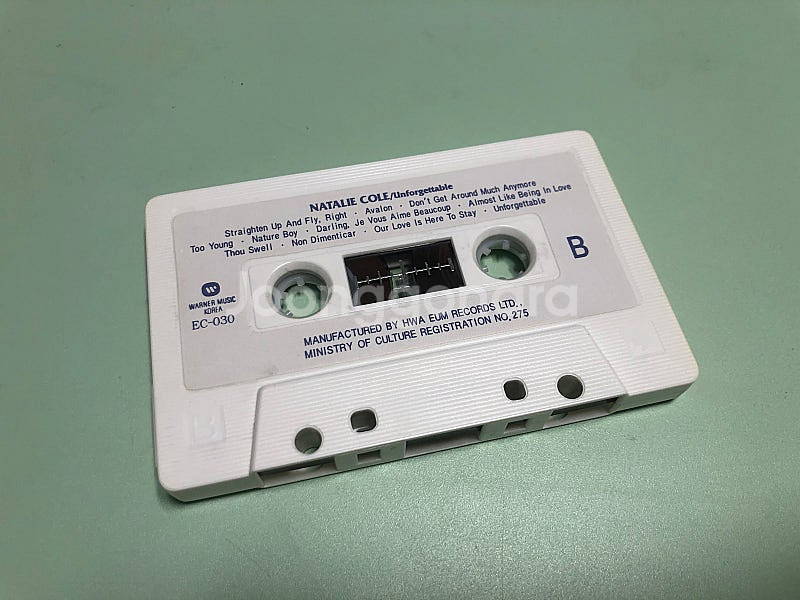 NATALIE COLE/Unforgettable
Straighten Up And Fly, Right · Avalon · Don't Get Around Much Anymore
Too Young · Nature Boy · Darling, Je Vous Aime Beaucoup · Almost Like Being In Love
Thou Swell · Non Dimenticar · Our Love Is Here To Stay · Unforgettable
B
WARNER MUSIC
KOREA
EC-030
Joonggonara
MANUFACTURED BY HWA EUM RECORDS LTD.,
MINISTRY OF CULTURE REGISTRATION NO.275
B